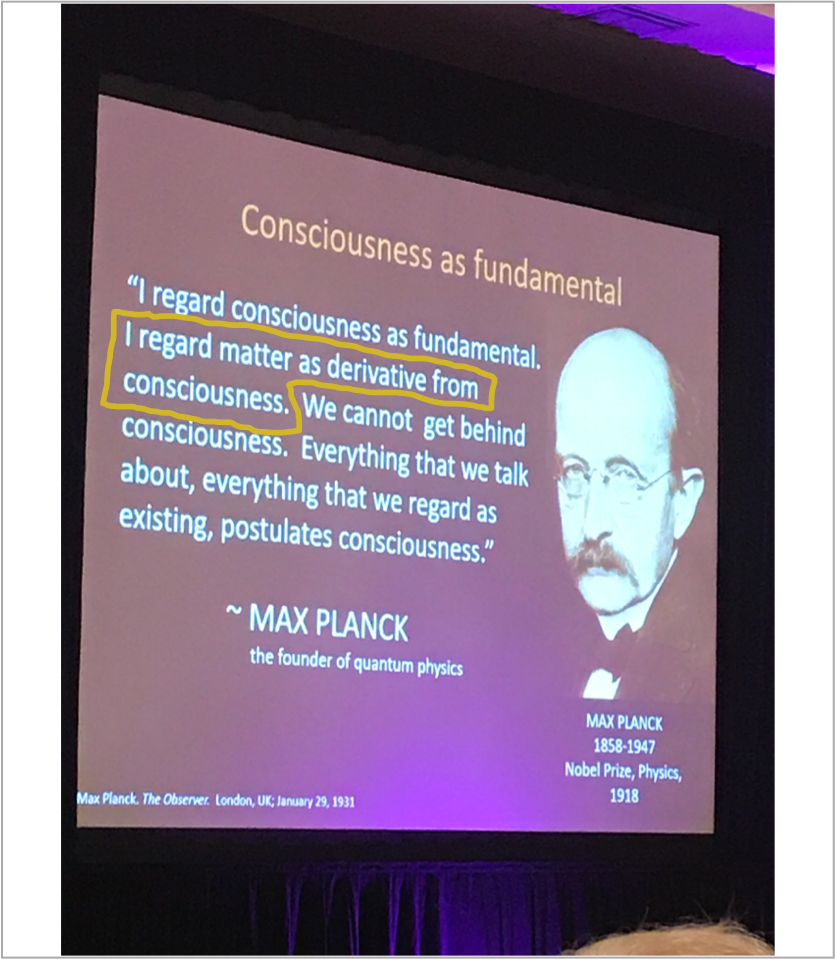 Consciousness as fundamental
“I regard consciousness as fundamental.
I regard matter as derivative from
consciousness. We cannot get behind
consciousness. Everything that we talk
about, everything that we regard as
existing, postulates consciousness.”
~ MAX PLANCK
the founder of quantum physics
MAX PLANCK
1858-1947
Nobel Prize, Physics,
1918
Max Planck. The Observer. London, UK; January 29, 1931